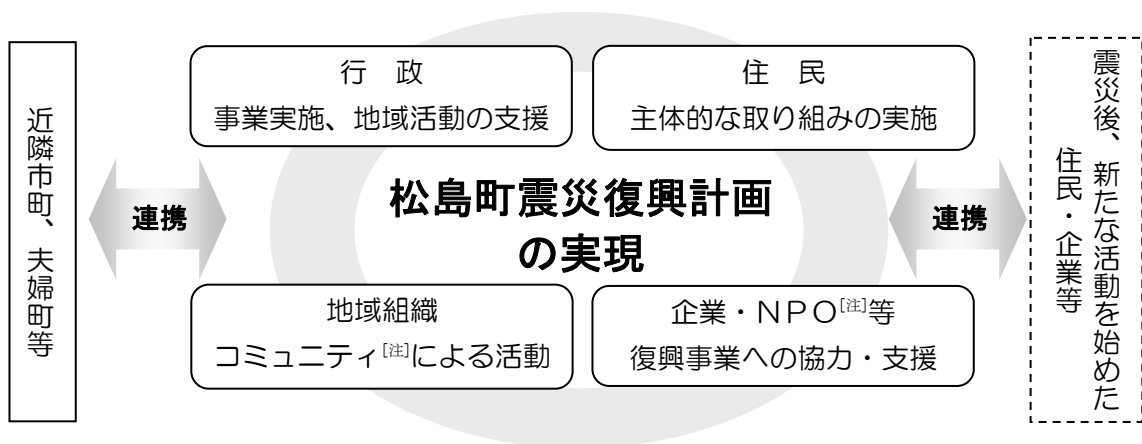 近隣市町、夫婦町等
連携
行　政
事業実施、地域活動の支援
住　民
主体的な取り組みの実施
松島町震災復興計画
の実現
地域組織
コミュニティ[注]による活動
企業・ＮＰＯ[注]等
復興事業への協力・支援
連携
震災後、新たな活動を始めた
住民・企業等